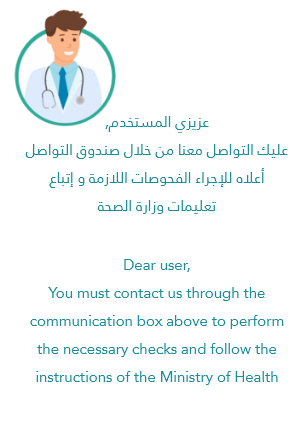 عزيزي المستخدم,
عليك التواصل معنا من خلال صندوق التواصل
أعلاه للإجراء الفحوصات اللازمة و إتباع
تعليمات وزارة الصحة
Dear user,
You must contact us through the
communication box above to perform
the necessary checks and follow the
instructions of the Ministry of Health